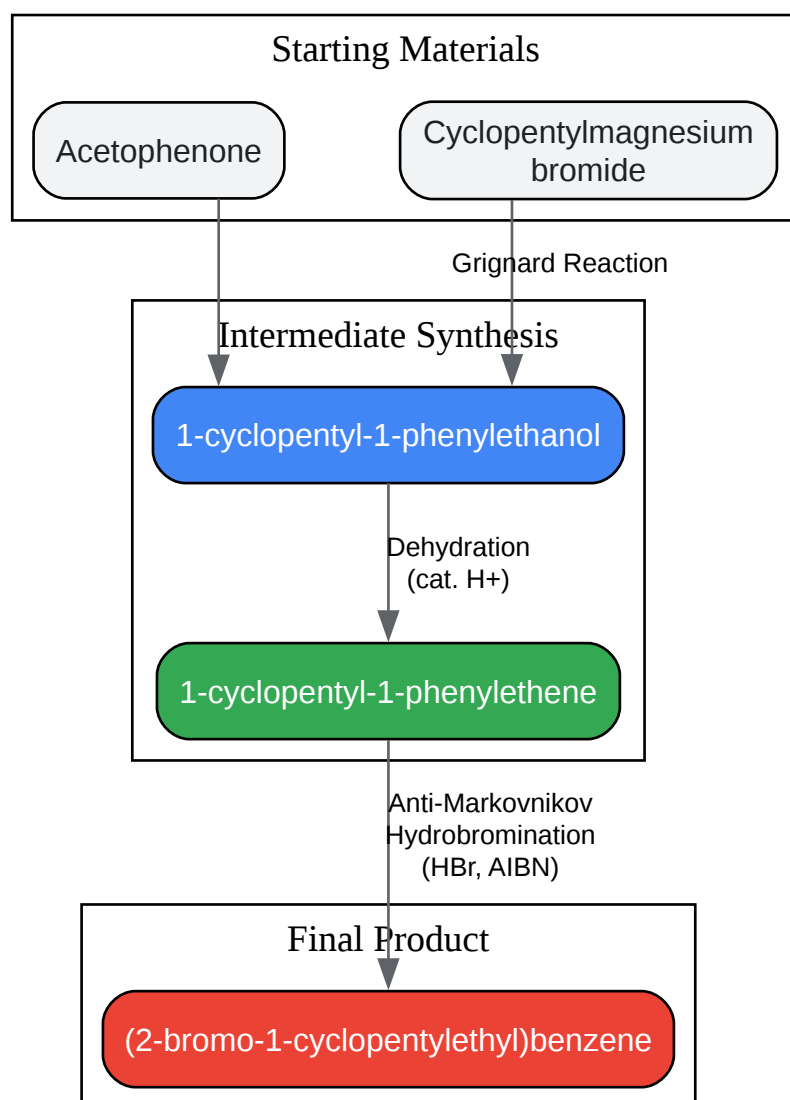 Starting Materials
Acetophenone
Cyclopentylmagnesium
bromide
Grignard Reaction
Intermediate Synthesis
1-cyclopentyl-1-phenylethanol
Dehydration
(cat. H+)
1-cyclopentyl-1-phenylethene
Anti-Markovnikov
Hydrobromination
(HBr, AIBN)
Final Product
(2-bromo-1-cyclopentylethyl)benzene